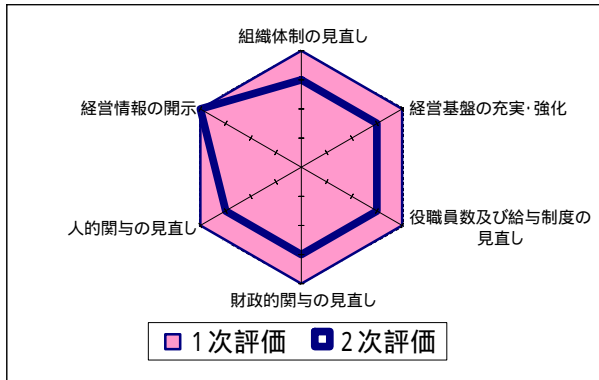 組織体制の見直し
経営情報の開示
経営基盤の充実・強化
人的関与の見直し
役職員数及び給与制度の
見直し
財政的関与の見直し
1次評価 2次評価